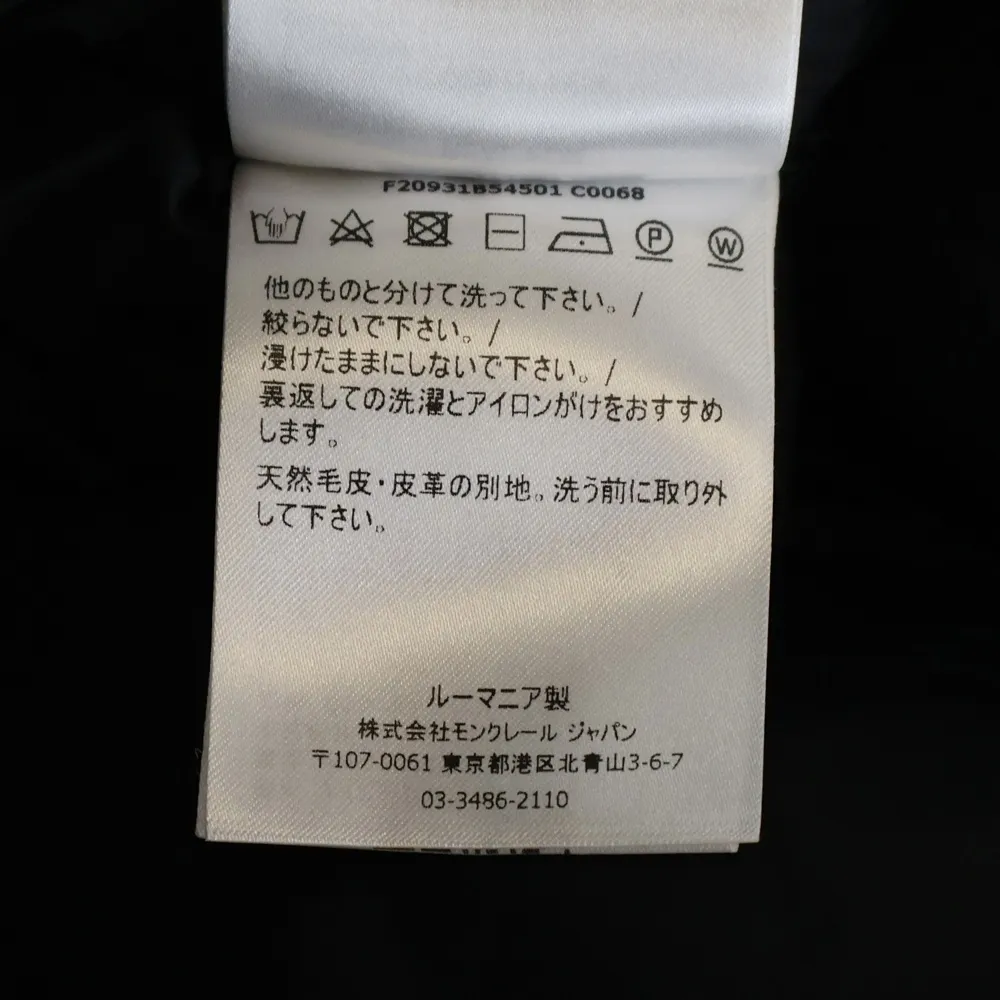 F20931B54501 C0068
P W
他のものと分けて洗って下さい。/
絞らないで下さい。/
浸けたままにしないで下さい。/
裏返しての洗濯とアイロンがけをおすすめ
します。
天然毛皮・皮革の別地。洗う前に取り外
して下さい。
ルーマニア製
株式会社モンクレール ジャパン
〒107-0061 東京都港区北青山3-6-7
03-3486-2110